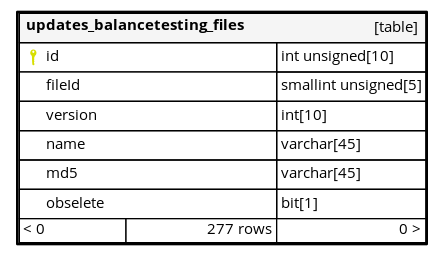 updates_balancetesting_files [table]
id int unsigned[10]
fileId smallint unsigned[5]
version int[10]
name varchar[45]
md5 varchar[45]
obselete bit[1]
< 0 277 rows 0 >